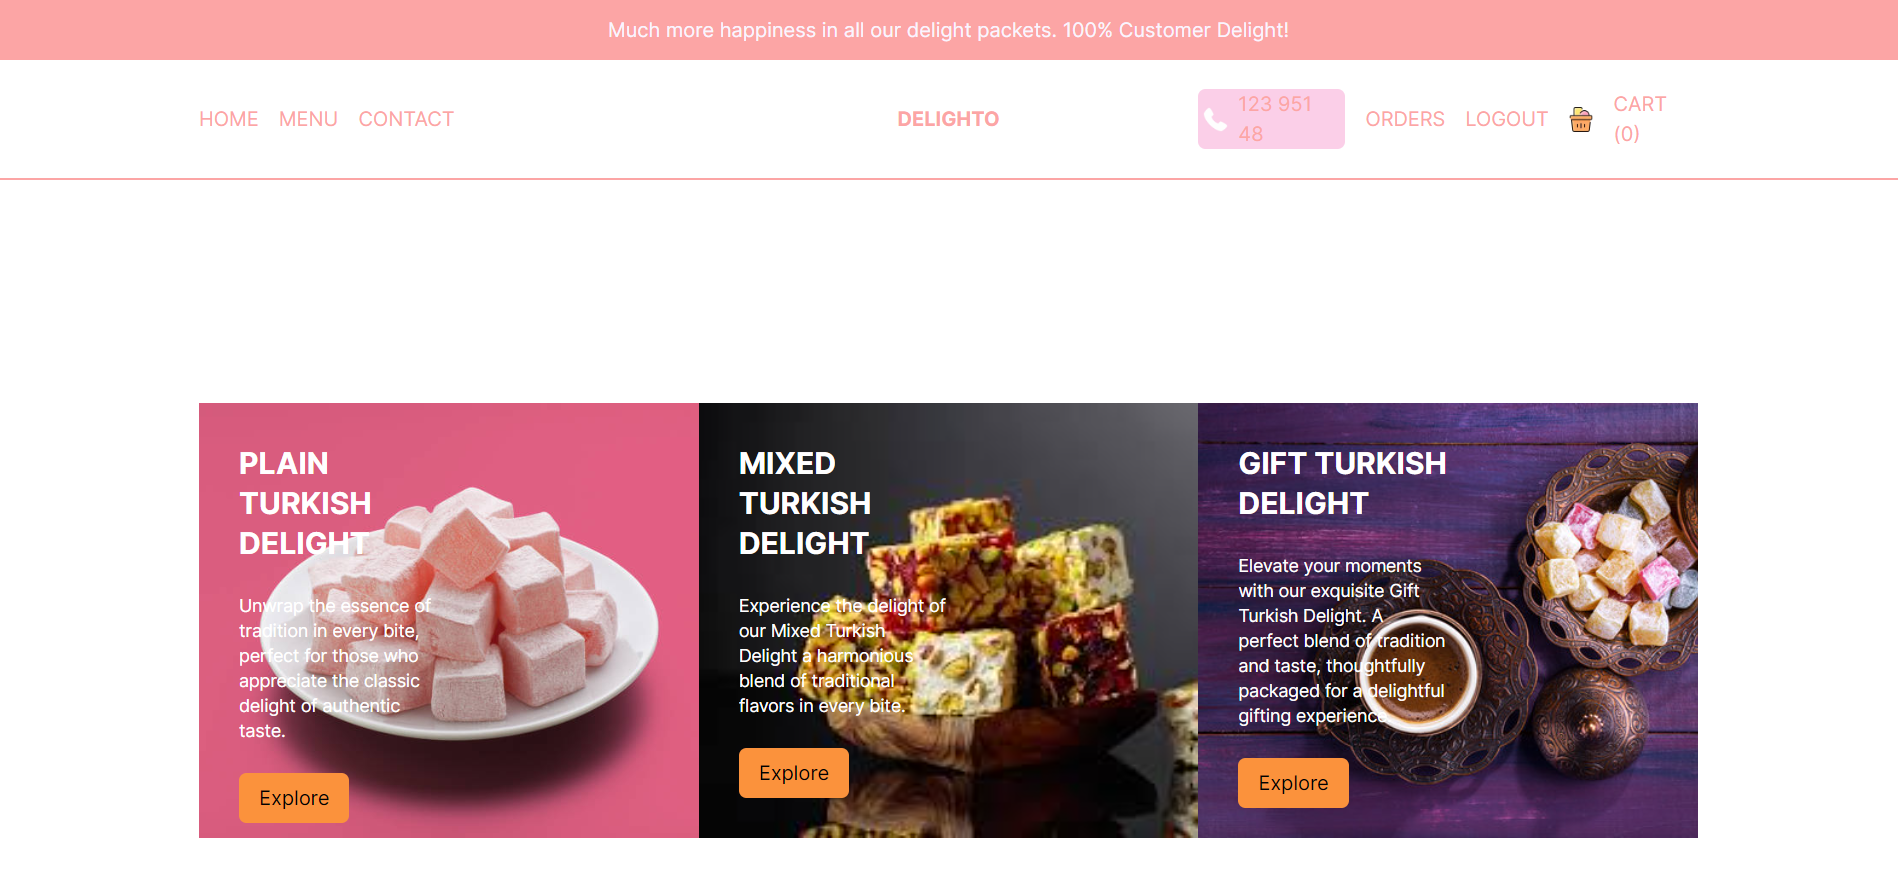 Much more happiness in all our delight packets. 100% Customer Delight!
HOME MENU CONTACT
DELIGHTO
123 951
48
ORDERS LOGOUT
CART
(0)
PLAIN
TURKISH
DELIGHT
Unwrap the essence of
tradition in every bite,
perfect for those who
appreciate the classic
delight of authentic
taste.
Explore
MIXED
TURKISH
DELIGHT
Experience the delight of
our Mixed Turkish
Delight a harmonious
blend of traditional
flavors in every bite.
Explore
GIFT TURKISH
DELIGHT
Elevate your moments
with our exquisite Gift
Turkish Delight. A
perfect blend of tradition
and taste, thoughtfully
packaged for a delightful
gifting experience.
Explore